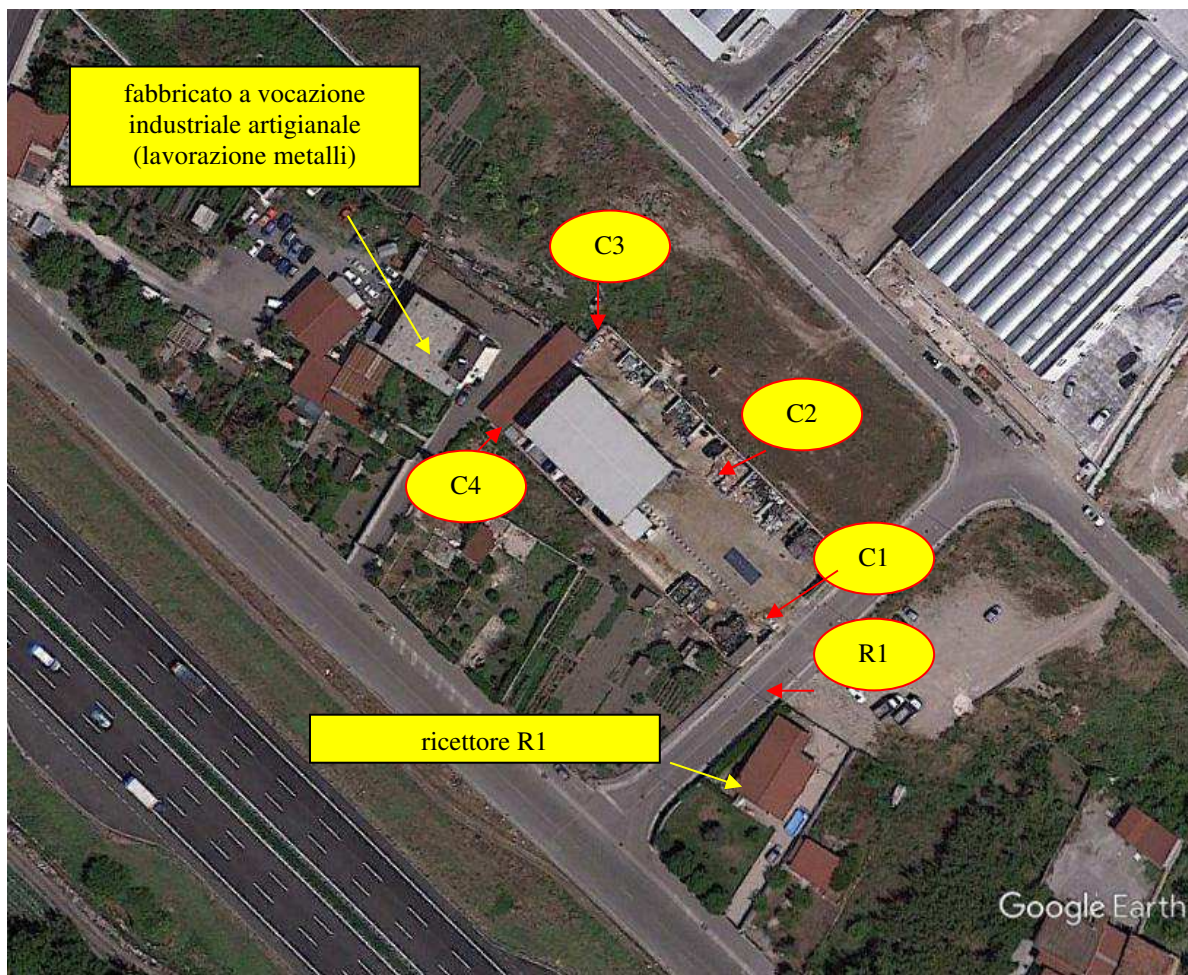 fabbricato a vocazione
industriale artigianale
(lavorazione metalli)
C3
C2
C4
C1
R1
ricettore R1
Google Earth